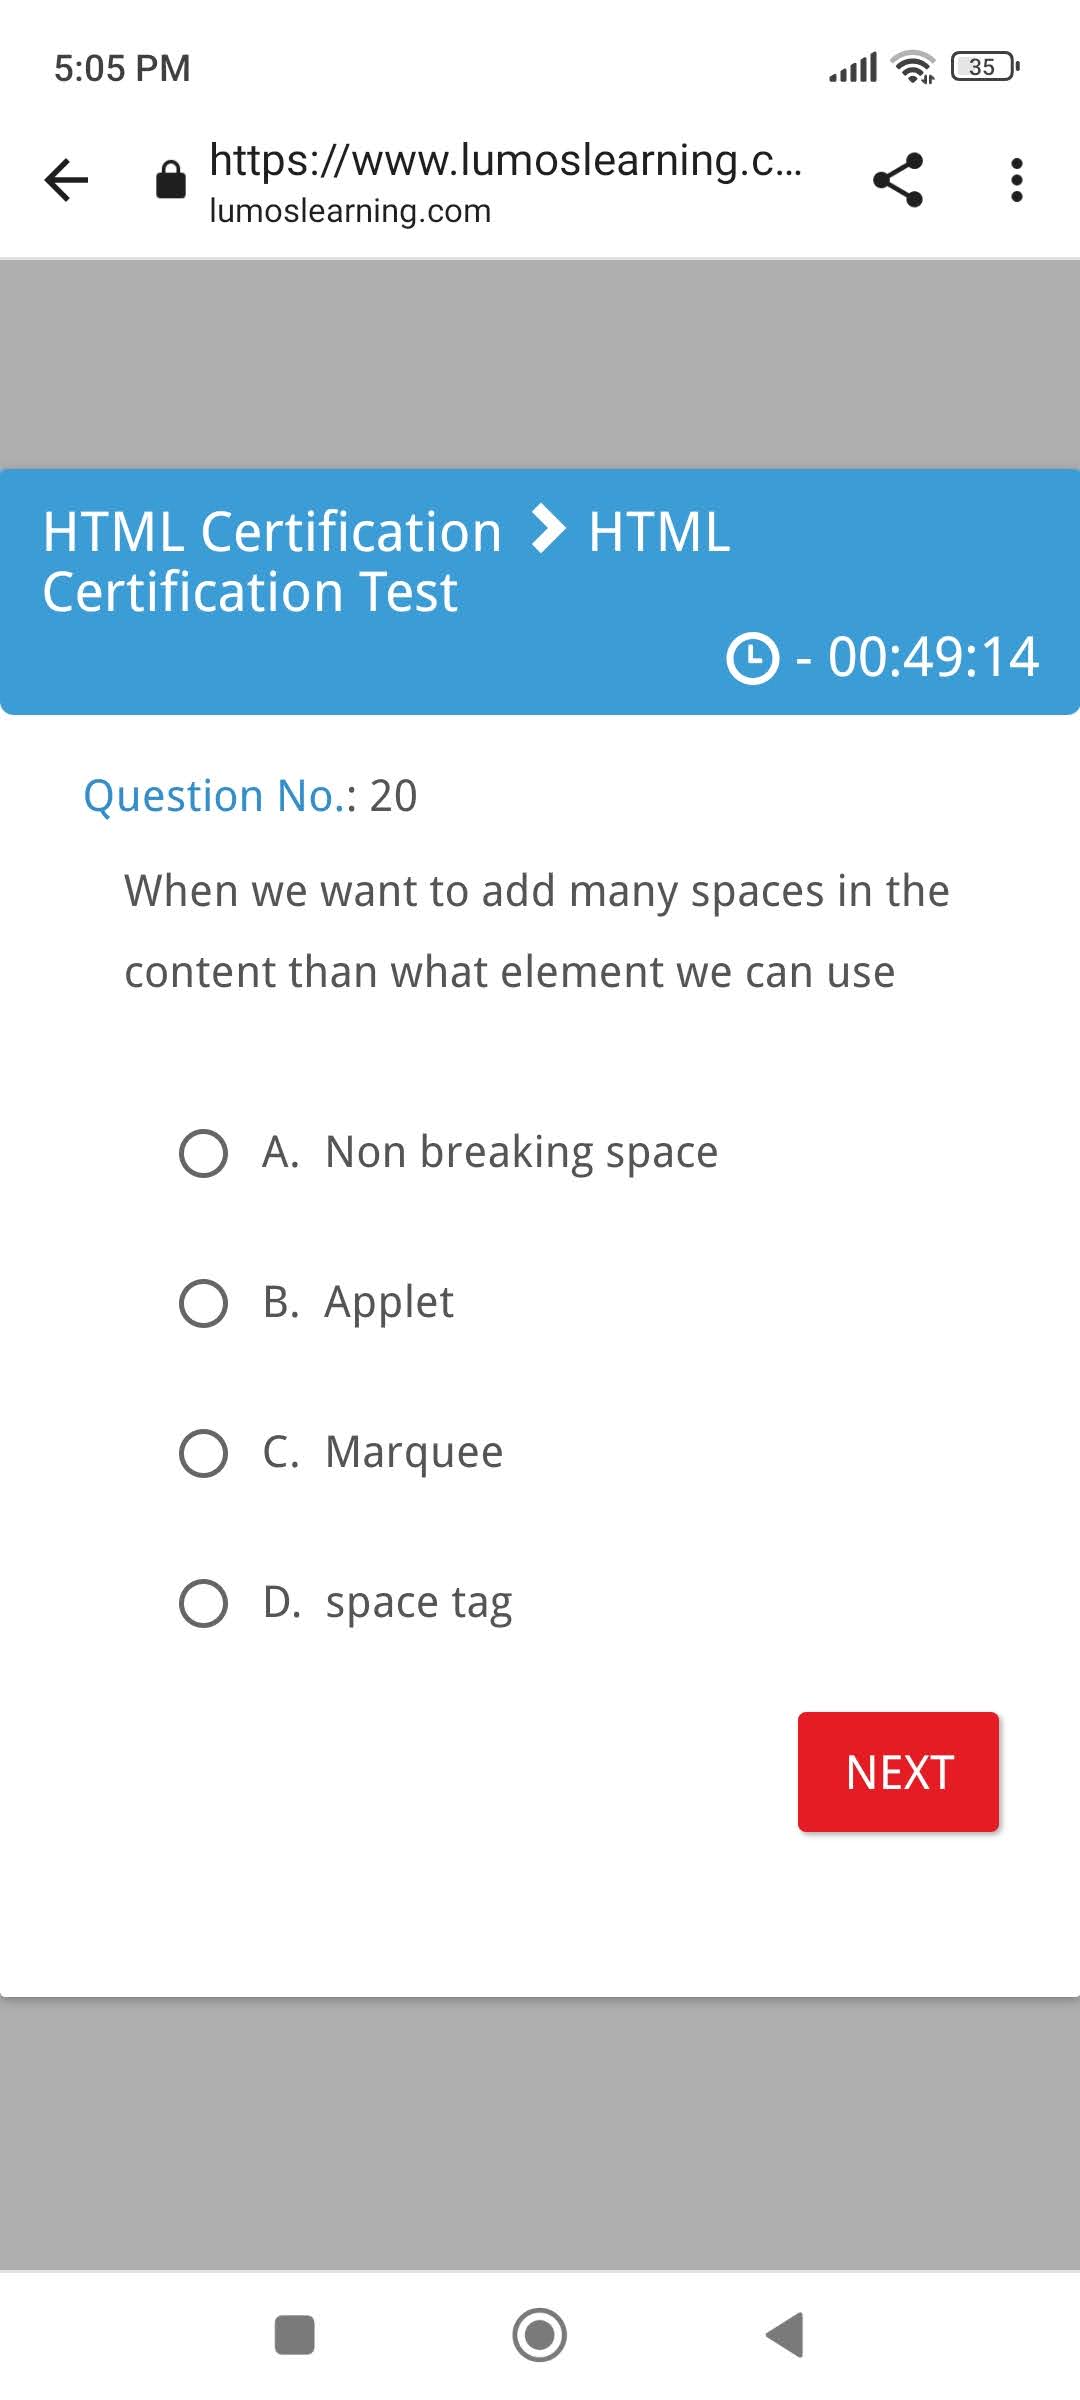 5:05 PM
35
https://www.lumoslearning.c...
lumoslearning.com
HTML Certification > HTML
Certification Test
- 00:49:14
Question No.: 20
When we want to add many spaces in the
content than what element we can use
A. Non breaking space
B. Applet
C. Marquee
D. space tag
NEXT